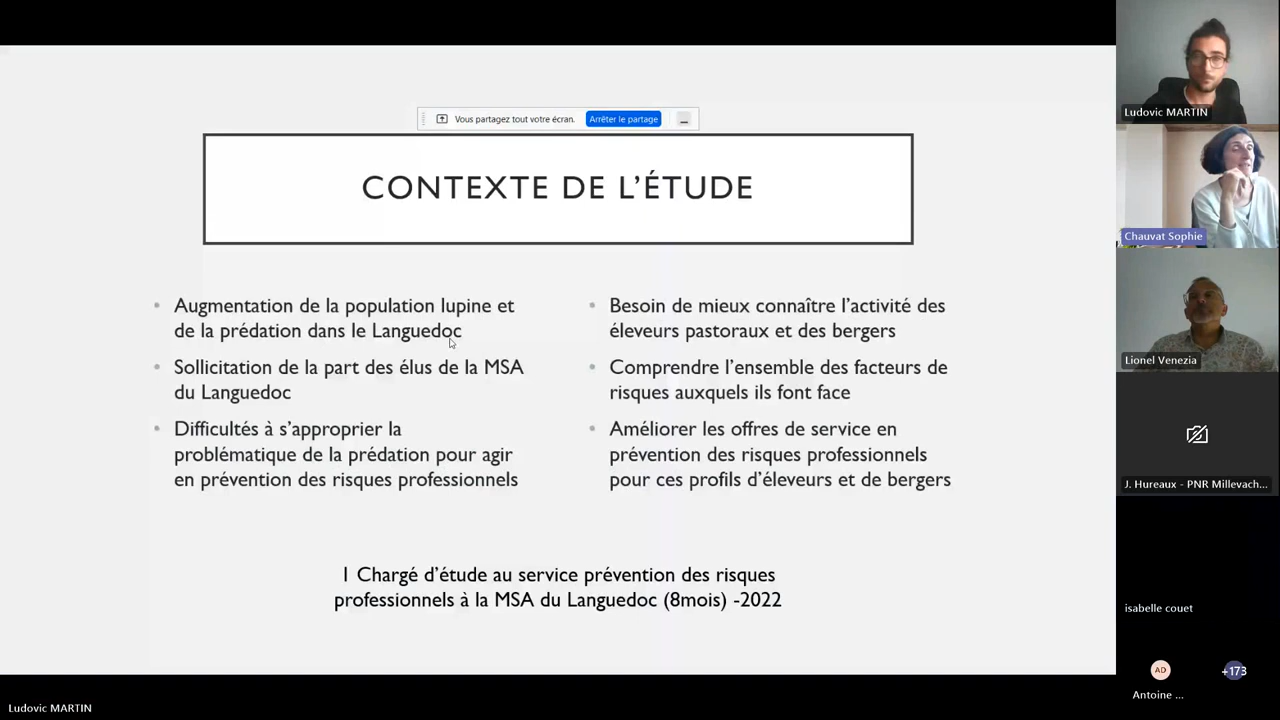 Vous partagez tout votre écran.
Arrêter le partage
CONTEXTE DE L'ÉTUDE
• Augmentation de la population lupine et
de la prédation dans le Languedoc
• Sollicitation de la part des élus de la MSA
du Languedoc
• Difficultés à s'approprier la
problématique de la prédation pour agir
en prévention des risques professionnels
• Besoin de mieux connaître l'activité des
éleveurs pastoraux et des bergers
• Comprendre l'ensemble des facteurs de
risques auxquels ils font face
• Améliorer les offres de service en
prévention des risques professionnels
pour ces profils d'éleveurs et de bergers
1 Chargé d'étude au service prévention des risques
professionnels à la MSA du Languedoc (8mois) -2022
Ludovic MARTIN
Chauvat Sophie
Lionel Venezia
J. Hureaux - PNR Millevach...
isabelle couet
AD
+173
Antoine ...
Ludovic MARTIN